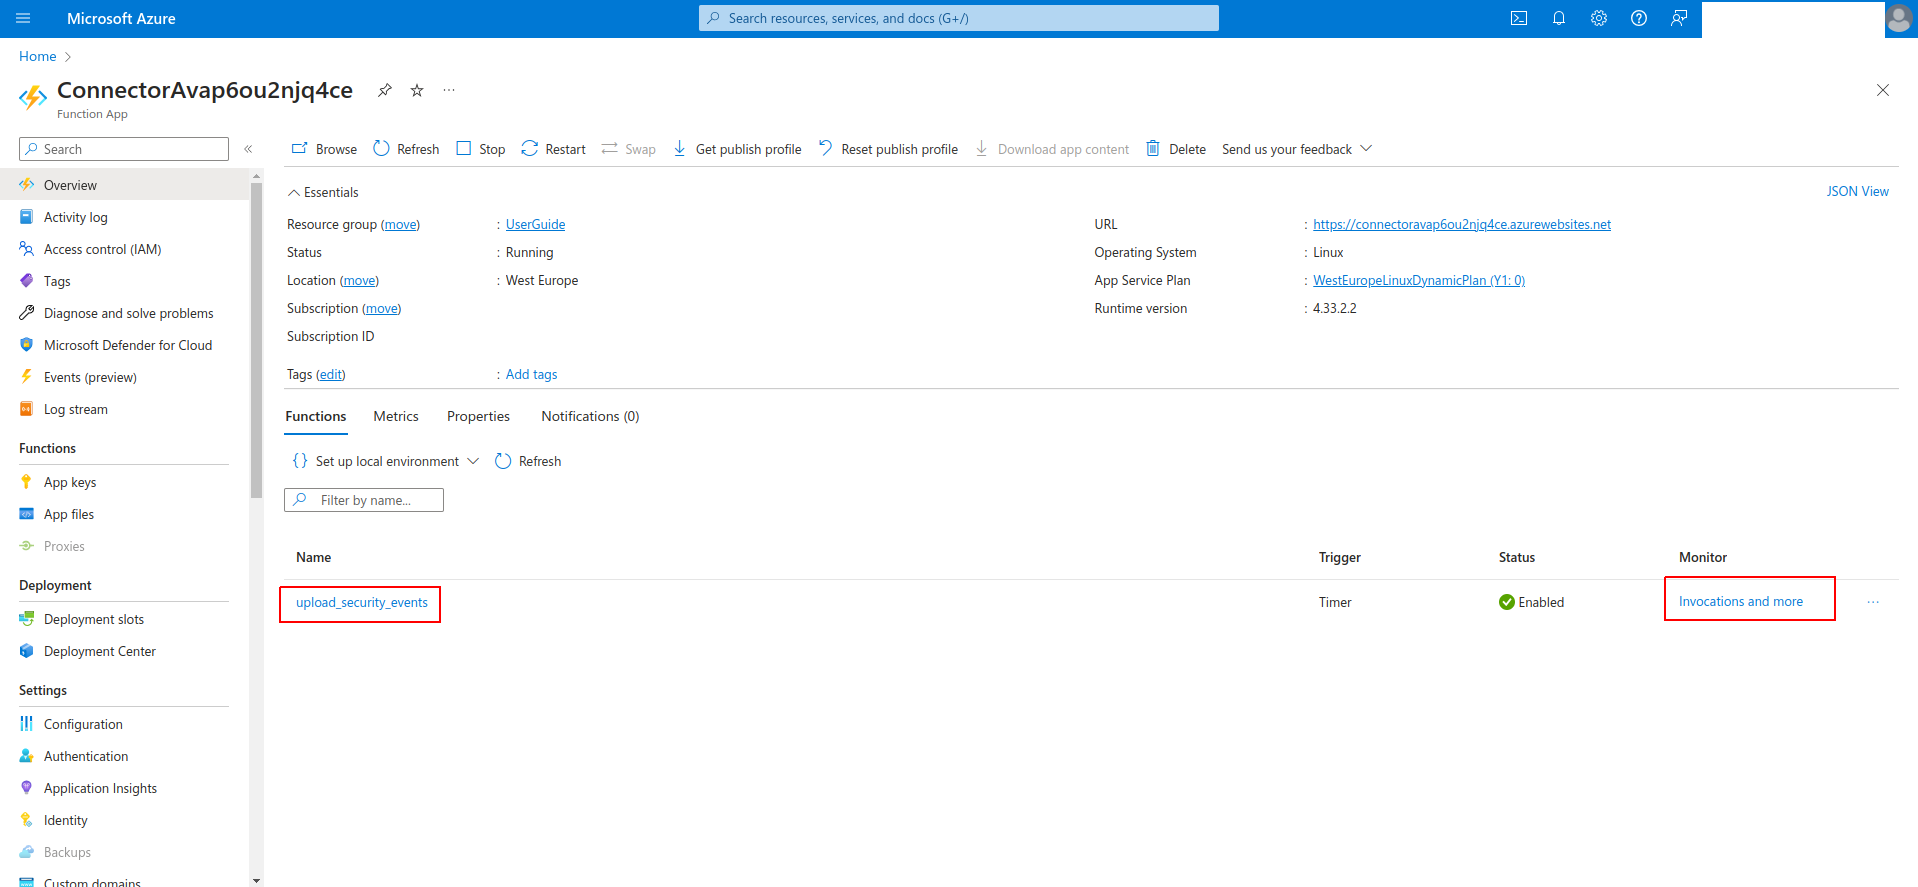 Microsoft Azure
Search resources, services, and docs (G+/)
Home
ConnectorAvap6ou2njq4ce
Function App
Search
Overview
Activity log
Access control (IAM)
Tags
Diagnose and solve problems
Microsoft Defender for Cloud
Events (preview)
Log stream
Functions
App keys
App files
Proxies
Deployment
Deployment slots
Deployment Center
Settings
Configuration
Authentication
Application Insights
Identity
Backups
Custom domains
Browse Refresh Stop Restart Swap Get publish profile Reset publish profile Download app content Delete Send us your feedback
Essentials JSON View
Resource group (move) : UserGuide
Status : Running
Location (move) : West Europe
Subscription (move)
Subscription ID
URL : https://connectoravap6ou2njq4ce.azurewebsites.net
Operating System : Linux
App Service Plan : WestEuropeLinuxDynamicPlan (Y1: 0)
Runtime version : 4.33.2.2
Tags (edit) : Add tags
Functions Metrics Properties Notifications (0)
Set up local environment Refresh
Filter by name...
Name Trigger Status Monitor
upload_security_events Timer Enabled Invocations and more